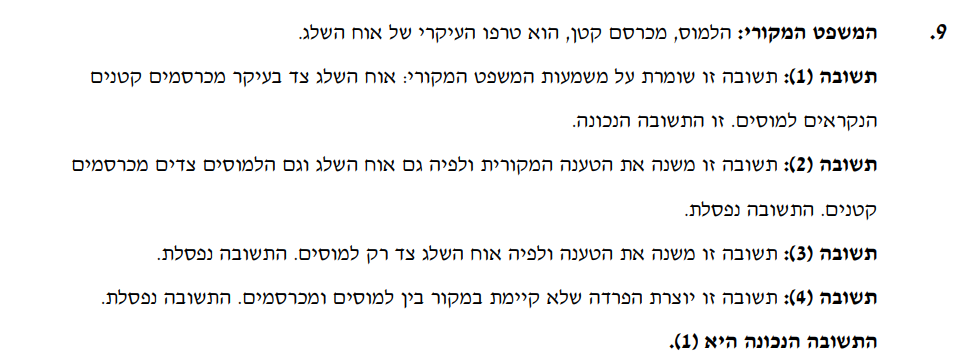 9. המשפט המקורי: הלמוס, מכרסם קטן, הוא טרפו העיקרי של אוח השלג.
תשובה (1): תשובה זו שומרת על משמעות המשפט המקורי: אוח השלג צד בעיקר מכרסמים קטנים
הנקראים למוסים. זו התשובה הנכונה.
תשובה (2): תשובה זו משנה את הטענה המקורית ולפיה גם אוח השלג וגם הלמוסים צדים מכרסמים
קטנים. התשובה נפסלת.
תשובה (3): תשובה זו משנה את הטענה ולפיה אוח השלג צד רק למוסים. התשובה נפסלת.
תשובה (4): תשובה זו יוצרת הפרדה שלא קיימת במקור בין למוסים ומכרסמים. התשובה נפסלת.
התשובה הנכונה היא (1).